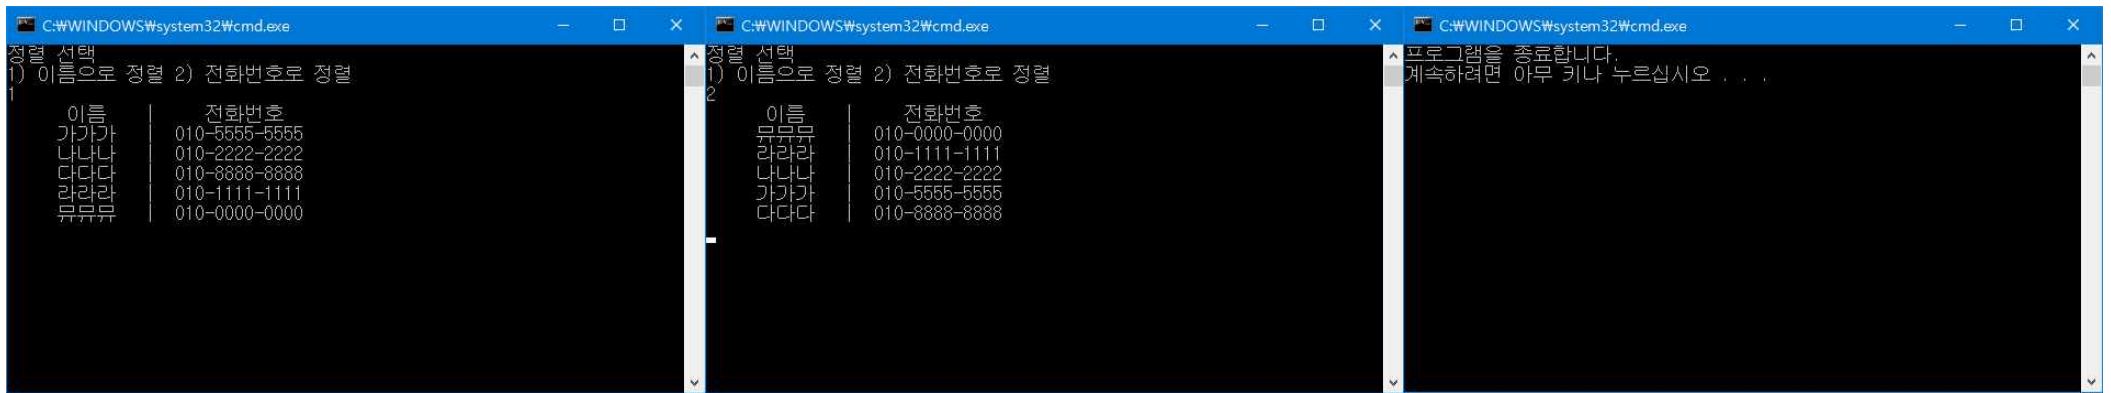 C:₩WINDOWS₩system32₩cmd.exe
정렬 선택
1) 이름으로 정렬 2) 전화번호로 정렬
1
이름 | 전화번호
가가가 | 010-5555-5555
나나나 | 010-2222-2222
다다다 | 010-8888-8888
라라라 | 010-1111-1111
뮤뮤뮤 | 010-0000-0000
C:₩WINDOWS₩system32₩cmd.exe
정렬 선택
1) 이름으로 정렬 2) 전화번호로 정렬
2
이름 | 전화번호
뮤뮤뮤 | 010-0000-0000
라라라 | 010-1111-1111
나나나 | 010-2222-2222
가가가 | 010-5555-5555
다다다 | 010-8888-8888
C:₩WINDOWS₩system32₩cmd.exe
프로그램을 종료합니다.
계속하려면 아무 키나 누르십시오 . . .